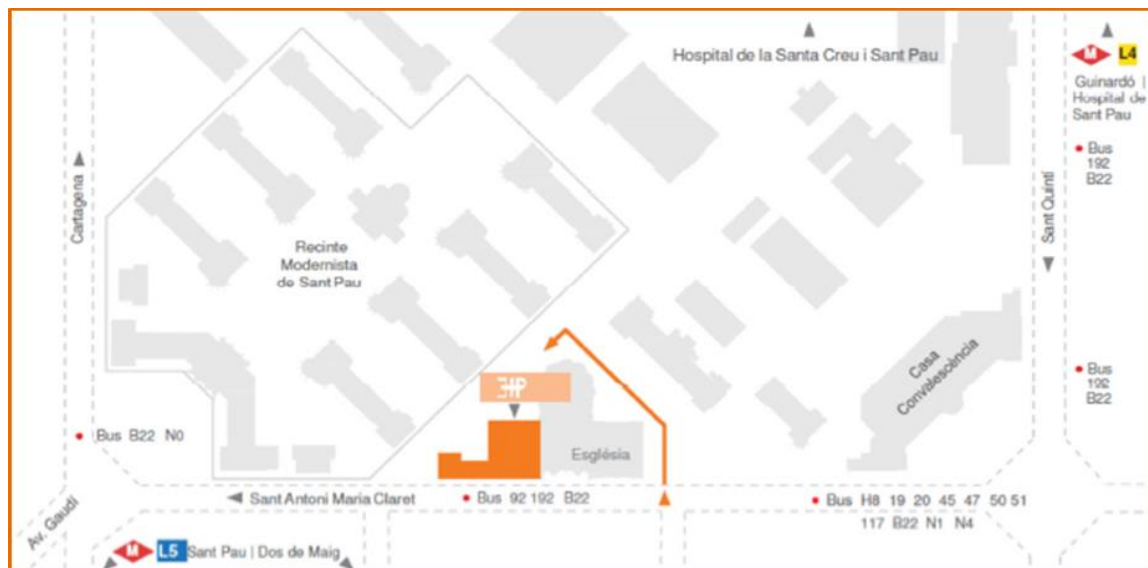 Hospital de la Santa Creu i Sant Pau
M L4
Guinardó |
Hospital de
Sant Pau
Bus
192
B22
Cartagena
Sant Quintí
Recinte
Modernista
de Sant Pau
Casa
Convalescència
Bus
192
B22
Bus B22 N0
Església
Sant Antoni Maria Claret
Bus 92 192 B22
Bus H8 19 20 45 47 50 51
117 B22 N1 N4
Av. Gaudí
M L5 Sant Pau | Dos de Maig